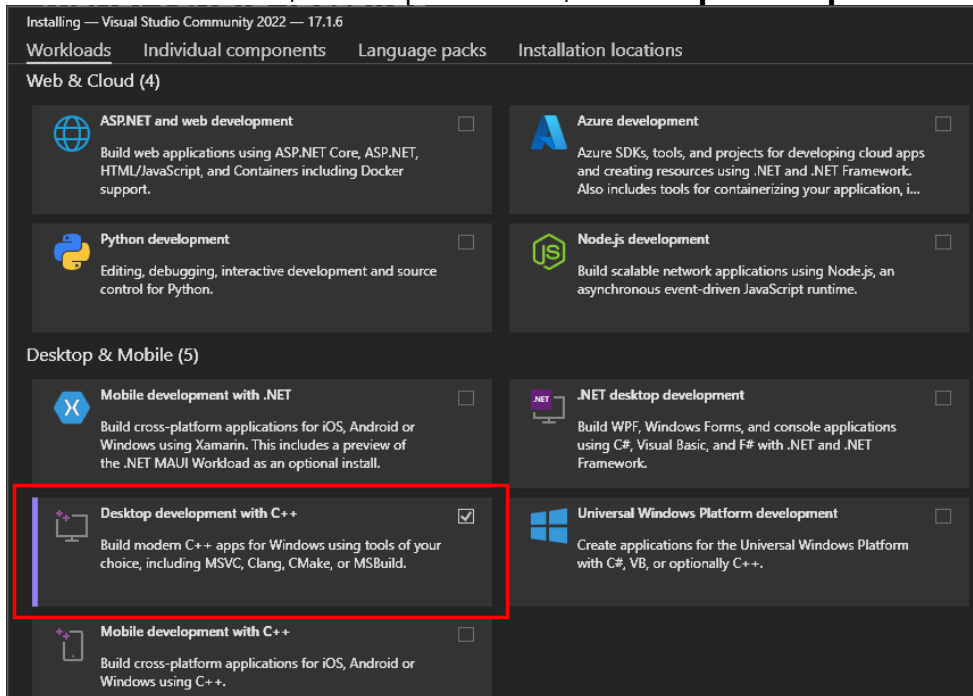 Installing — Visual Studio Community 2022 — 17.1.6
Workloads Individual components Language packs Installation locations
Web & Cloud (4)
ASP.NET and web development
Build web applications using ASP.NET Core, ASP.NET,
HTML/JavaScript, and Containers including Docker
support.
Azure development
Azure SDKs, tools, and projects for developing cloud apps
and creating resources using .NET and .NET Framework.
Also includes tools for containerizing your application, i...
Python development
Editing, debugging, interactive development and source
control for Python.
JS
Node.js development
Build scalable network applications using Node.js, an
asynchronous event-driven JavaScript runtime.
Desktop & Mobile (5)
Mobile development with .NET
Build cross-platform applications for iOS, Android or
Windows using Xamarin. This includes a preview of
the .NET MAUI Workload as an optional install.
.NET
.NET desktop development
Build WPF, Windows Forms, and console applications
using C#, Visual Basic, and F# with .NET and .NET
Framework.
Desktop development with C++
Build modern C++ apps for Windows using tools of your
choice, including MSVC, Clang, CMake, or MSBuild.
Universal Windows Platform development
Create applications for the Universal Windows Platform
with C#, VB, or optionally C++.
Mobile development with C++
Build cross-platform applications for iOS, Android or
Windows using C++.